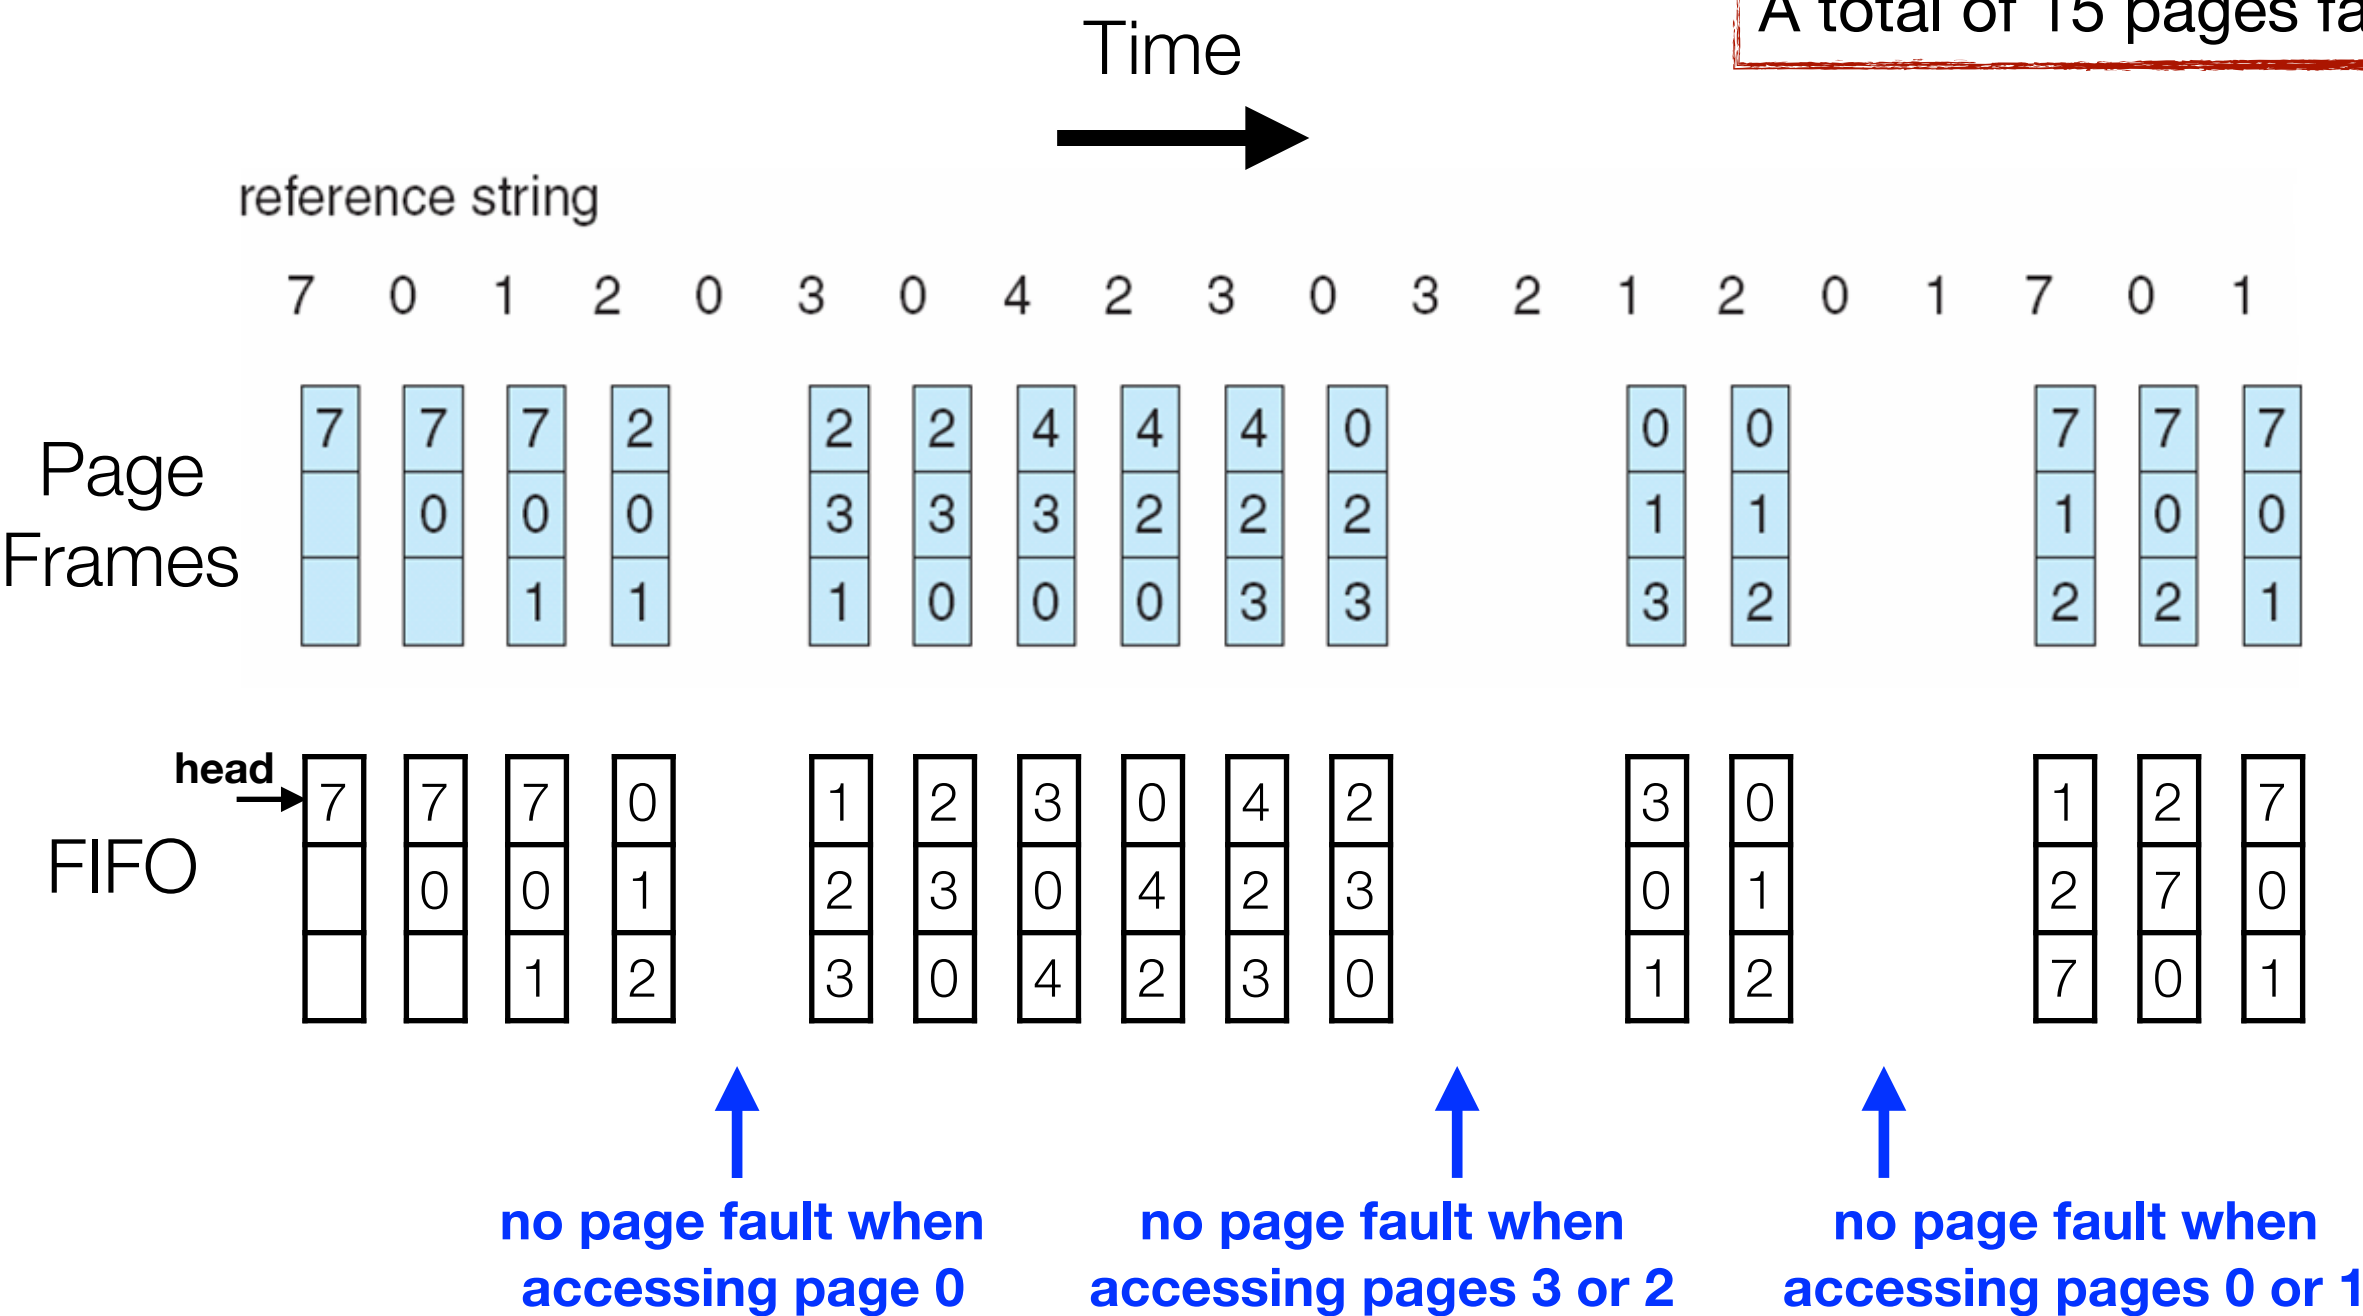 A total of 15 pages
Time
reference string
7 0 1 2 0 3 0 4 2 3 0 3 2 1 2 0 1 7 0 1
Page
Frames
7 7 7 2 2 2 4 4 4 0 0 0 7 7 7
0 0 0 3 3 3 2 2 2 1 1 1 0 0
1 1 1 0 0 0 3 3 3 2 2 2 1
head
FIFO
7 7 7 0 1 2 3 0 4 2 3 0 1 2 7
0 0 1 2 3 0 4 2 3 0 1 2 7 0
1 2 3 0 4 2 3 0 1 2 7 0 1
no page fault when
accessing page 0
no page fault when
accessing pages 3 or 2
no page fault when
accessing pages 0 or 1